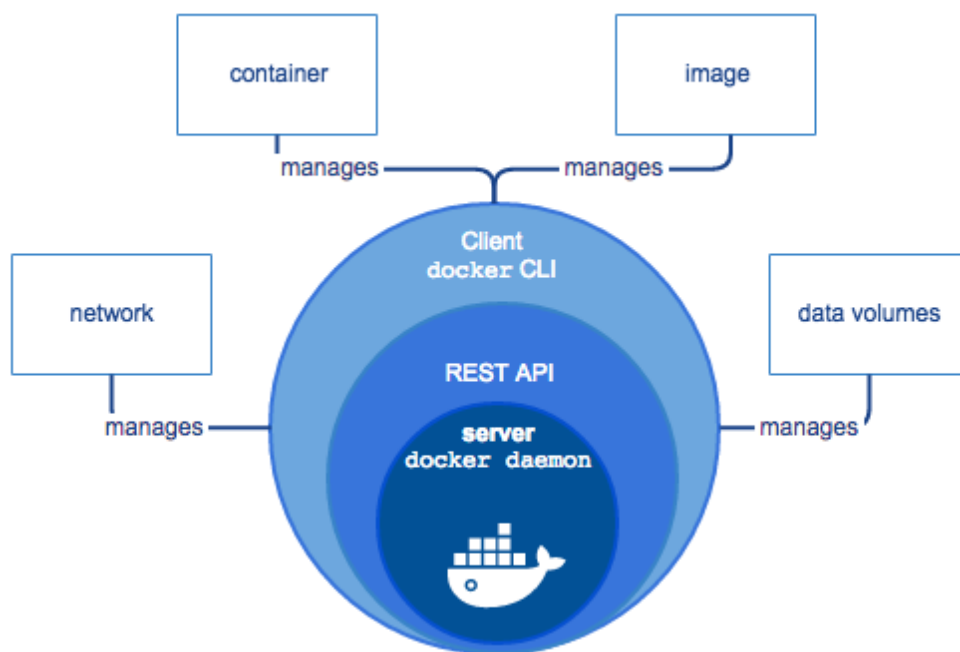 container
image
manages
manages
Client
docker CLI
network
data volumes
REST API
manages
manages
server
docker daemon